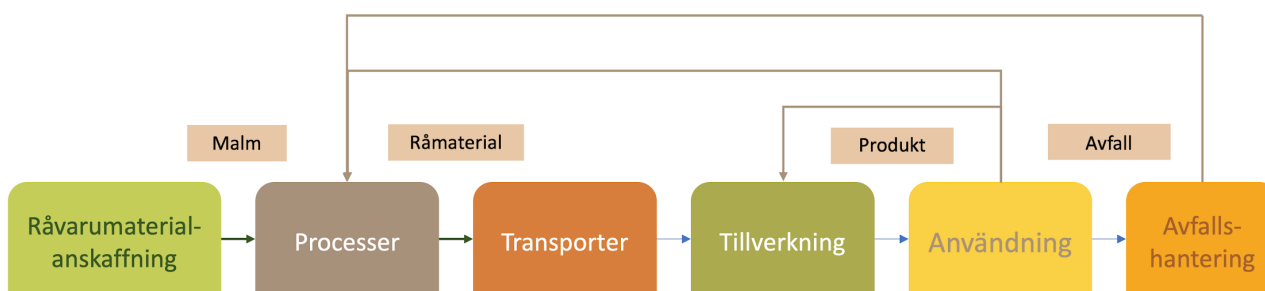 Malm
Råmaterial
Produkt
Avfall
Råvarumaterial-
anskaffning
Processer
Transporter
Tillverkning
Användning
Avfalls-
hantering